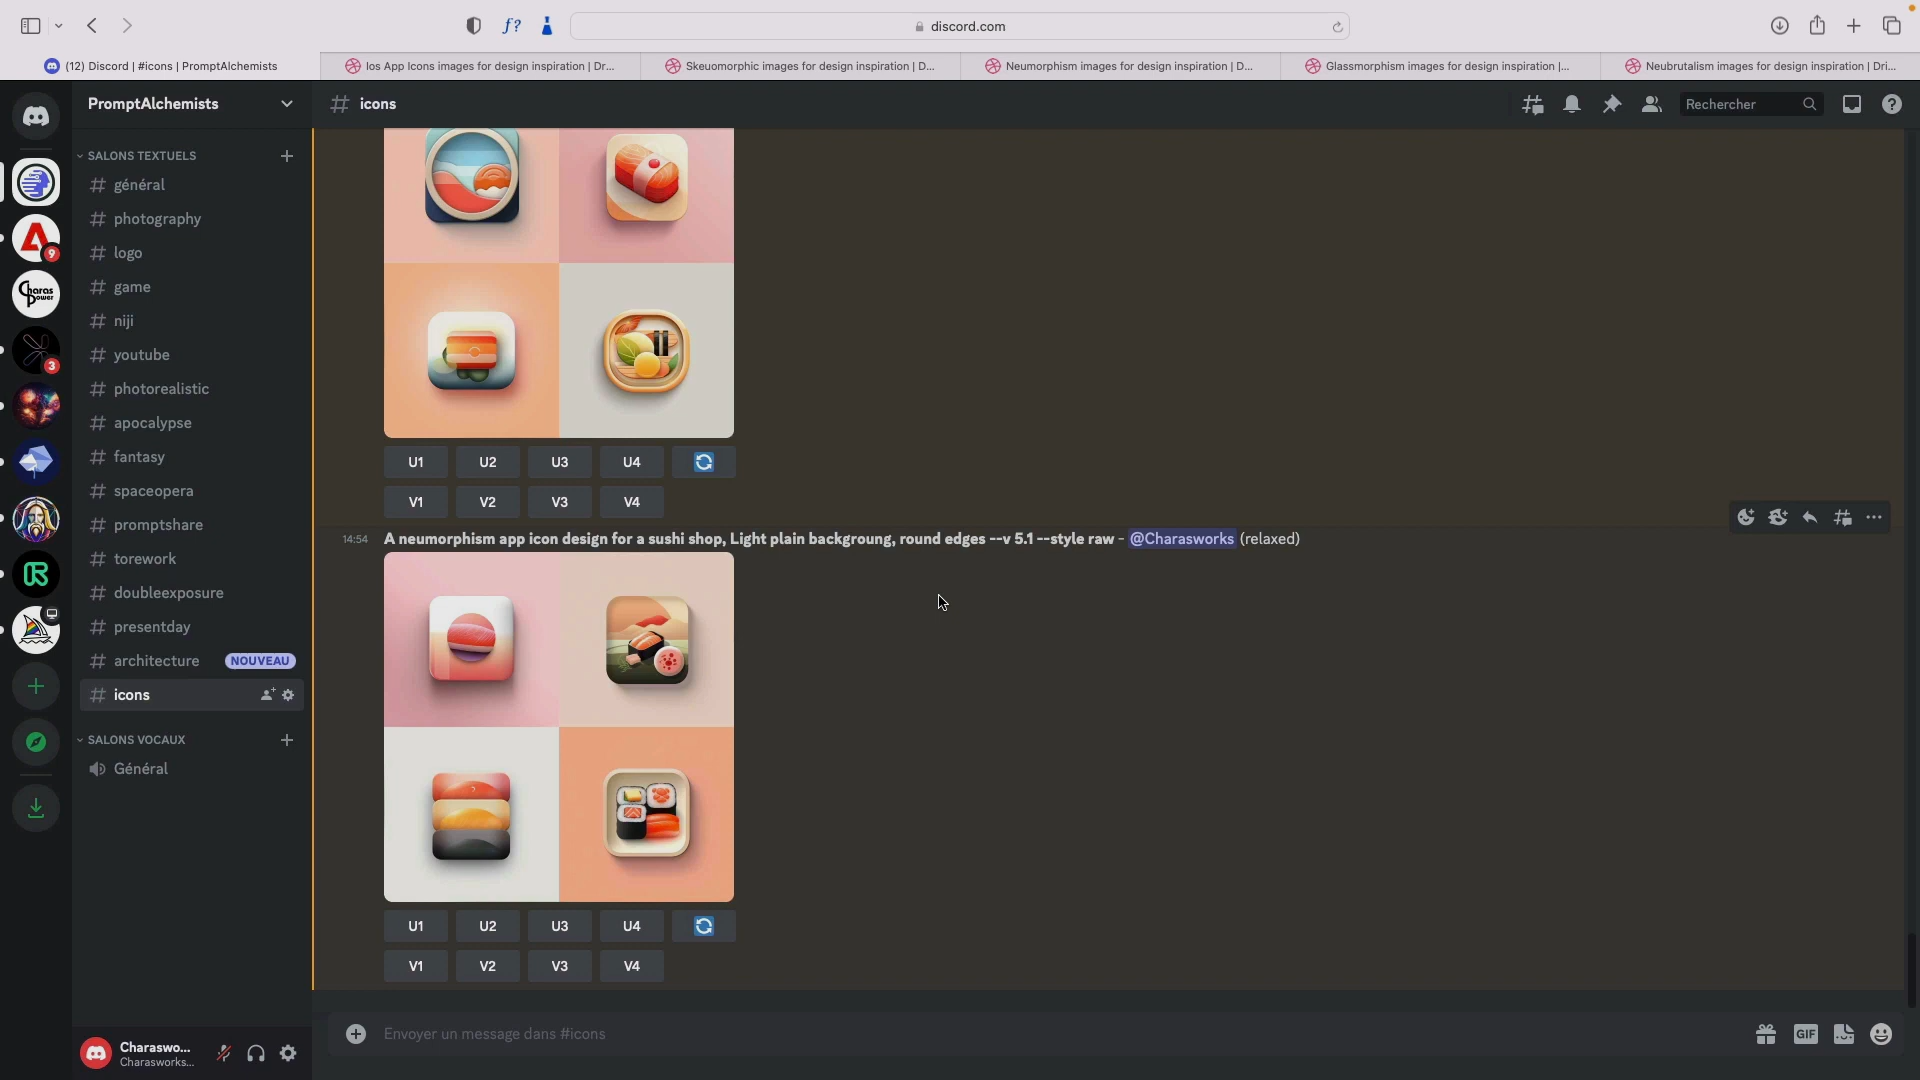 discord.com
(12) Discord | #icons | PromptAlchemists
Ios App Icons images for design inspiration | Dr...
Skeuomorphic images for design inspiration | D...
Neumorphism images for design inspiration | D...
Glassmorphism images for design inspiration |...
Neubrutalism images for design inspiration | Dri...
PromptAlchemists
# icons
Rechercher
SALONS TEXTUELS
# général
# photography
# logo
# game
# niji
# youtube
# photorealistic
# apocalypse
# fantasy
# spaceopera
# promptshare
# torework
# doubleexposure
# presentday
# architecture NOUVEAU
# icons
SALONS VOCAUX
Général
9
Charas Power
3
U1 U2 U3 U4
V1 V2 V3 V4
14:54 A neumorphism app icon design for a sushi shop, Light plain backgroung, round edges --v 5.1 --style raw - @Charasworks (relaxed)
U1 U2 U3 U4
V1 V2 V3 V4
Envoyer un message dans #icons
GIF
Charaswo...
Charasworks...